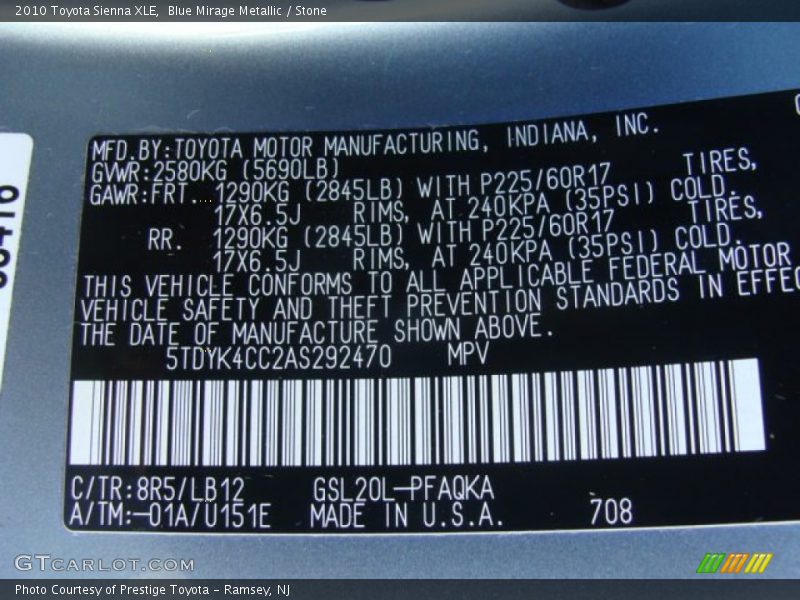 2010 Toyota Sienna XLE,  Blue Mirage Metallic / Stone
MFD.BY:TOYOTA MOTOR MANUFACTURING, INDIANA, INC.
GVWR:2580KG (5690LB)
GAWR:FRT. 1290KG (2845LB) WITH P225/60R17 TIRES,
17X6.5J RIMS, AT 240KPA (35PSI) COLD.
RR. 1290KG (2845LB) WITH P225/60R17 TIRES,
17X6.5J RIMS, AT 240KPA (35PSI) COLD.
THIS VEHICLE CONFORMS TO ALL APPLICABLE FEDERAL MOTOR
VEHICLE SAFETY AND THEFT PREVENTION STANDARDS IN EFFEC
THE DATE OF MANUFACTURE SHOWN ABOVE.
5TDYK4CC2AS292470 MPV
C/TR:8R5/LB12 GSL20L-PFAQKA
A/TM:-01A/U151E MADE IN U.S.A. 708
GTCARLOT.COM
Photo Courtesy of Prestige Toyota - Ramsey, NJ